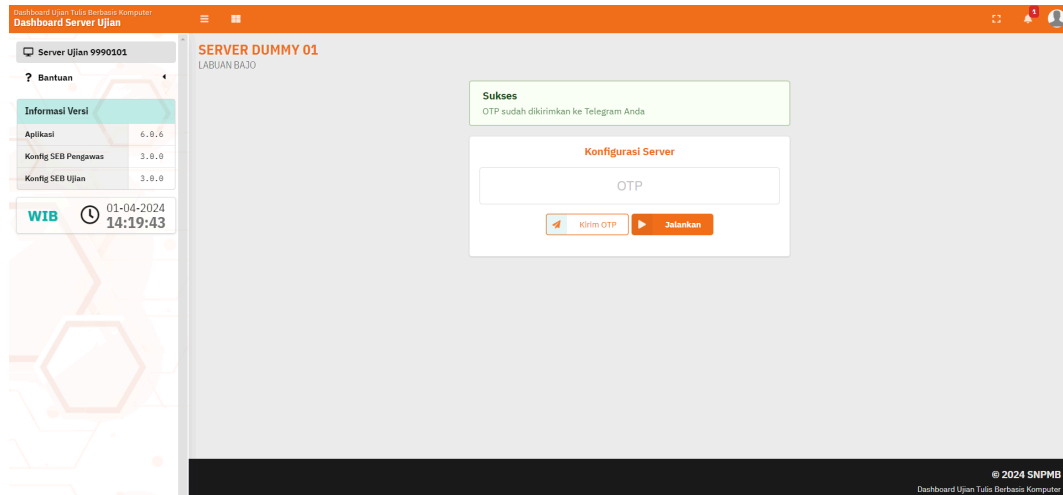 Dashboard Ujian Tulis Berbasis Komputer
Dashboard Server Ujian
1
Server Ujian 9990101
? Bantuan
Informasi Versi
Aplikasi 6.0.6
Konfig SEB Pengawas 3.0.0
Konfig SEB Ujian 3.0.0
WIB 01-04-2024
14:19:43
SERVER DUMMY 01
LABUAN BAJO
Sukses
OTP sudah dikirimkan ke Telegram Anda
Konfigurasi Server
OTP
Kirim OTP Jalankan
© 2024 SNPMB
Dashboard Ujian Tulis Berbasis Komputer